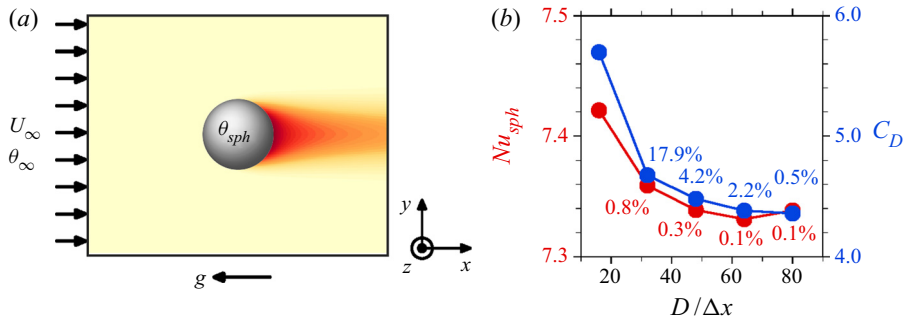 (a)
U∞
θ∞
θsph
g
y
z
x
(b)
7.5
7.4
7.3
Nusph
6.0
5.0
4.0
CD
17.9%
4.2%
2.2%
0.5%
0.8%
0.3%
0.1%
0.1%
20 40 60 80
D/Δx